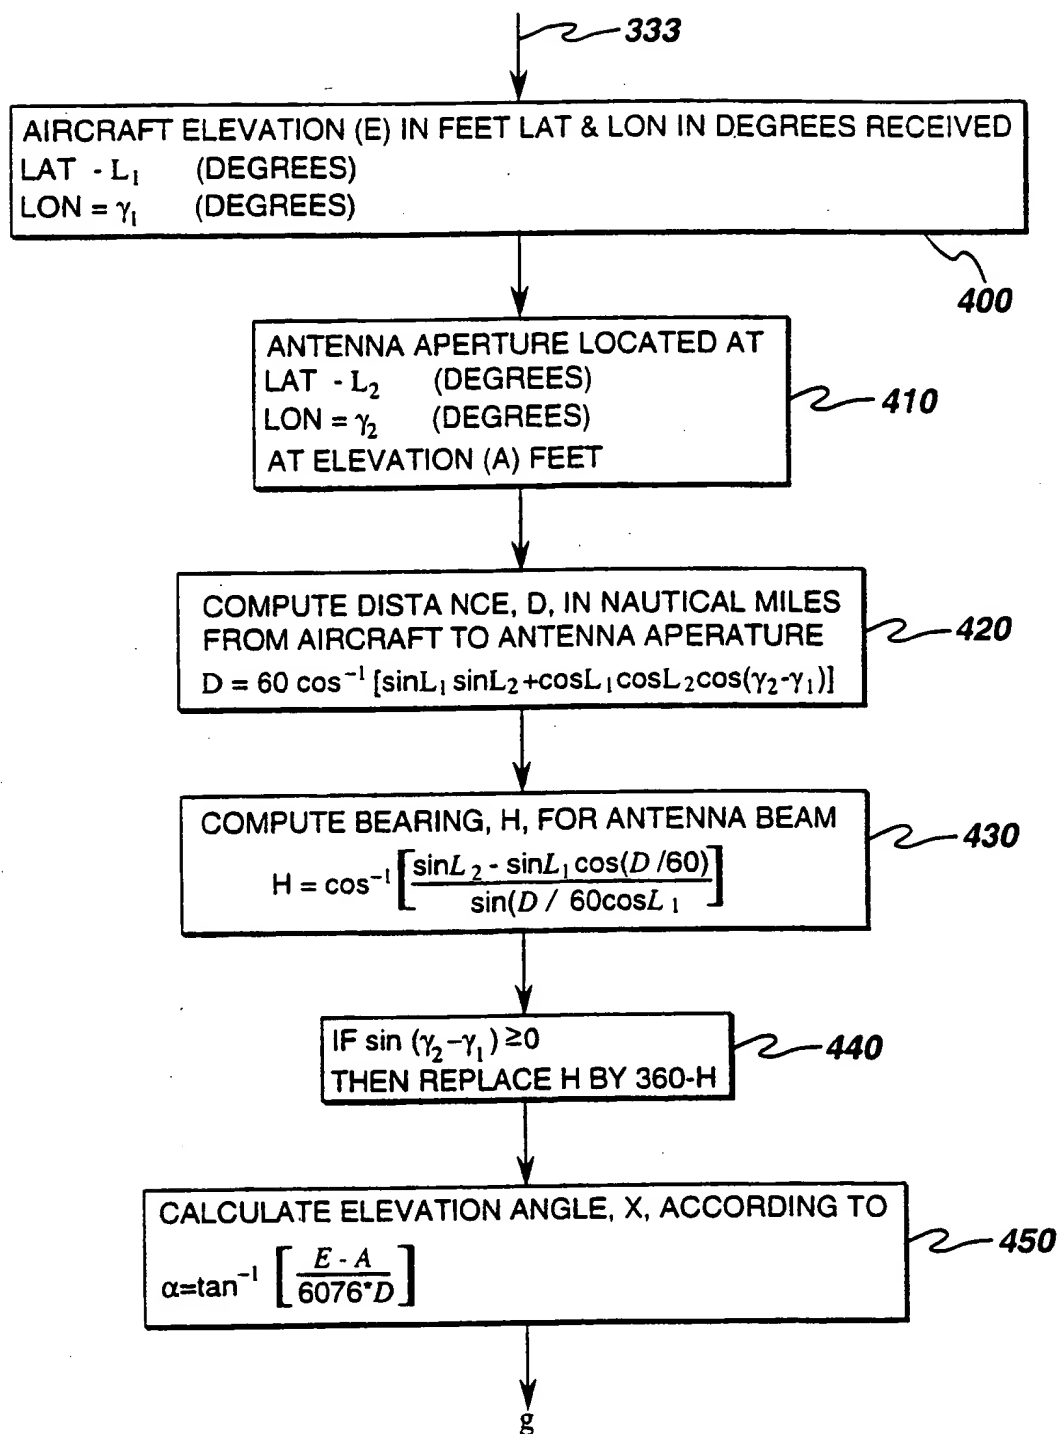 333
AIRCRAFT ELEVATION (E) IN FEET LAT & LON IN DEGREES RECEIVED
LAT - L₁ (DEGREES)
LON = γ₁ (DEGREES)
400
ANTENNA APERTURE LOCATED AT
LAT - L₂ (DEGREES)
LON = γ₂ (DEGREES)
AT ELEVATION (A) FEET
410
COMPUTE DISTA NCE, D, IN NAUTICAL MILES
FROM AIRCRAFT TO ANTENNA APERATURE
D = 60 cos⁻¹ [sinL₁ sinL₂+cosL₁cosL₂cos(γ₂-γ₁)]
420
COMPUTE BEARING, H, FOR ANTENNA BEAM
H = cos⁻¹ [sinL₂ - sinL₁ cos(D /60)
sin(D / 60cosL₁]
430
IF sin (γ₂–γ₁) ≥0
THEN REPLACE H BY 360-H
440
CALCULATE ELEVATION ANGLE, X, ACCORDING TO
α=tan⁻¹ [E - A
6076*D]
450
g